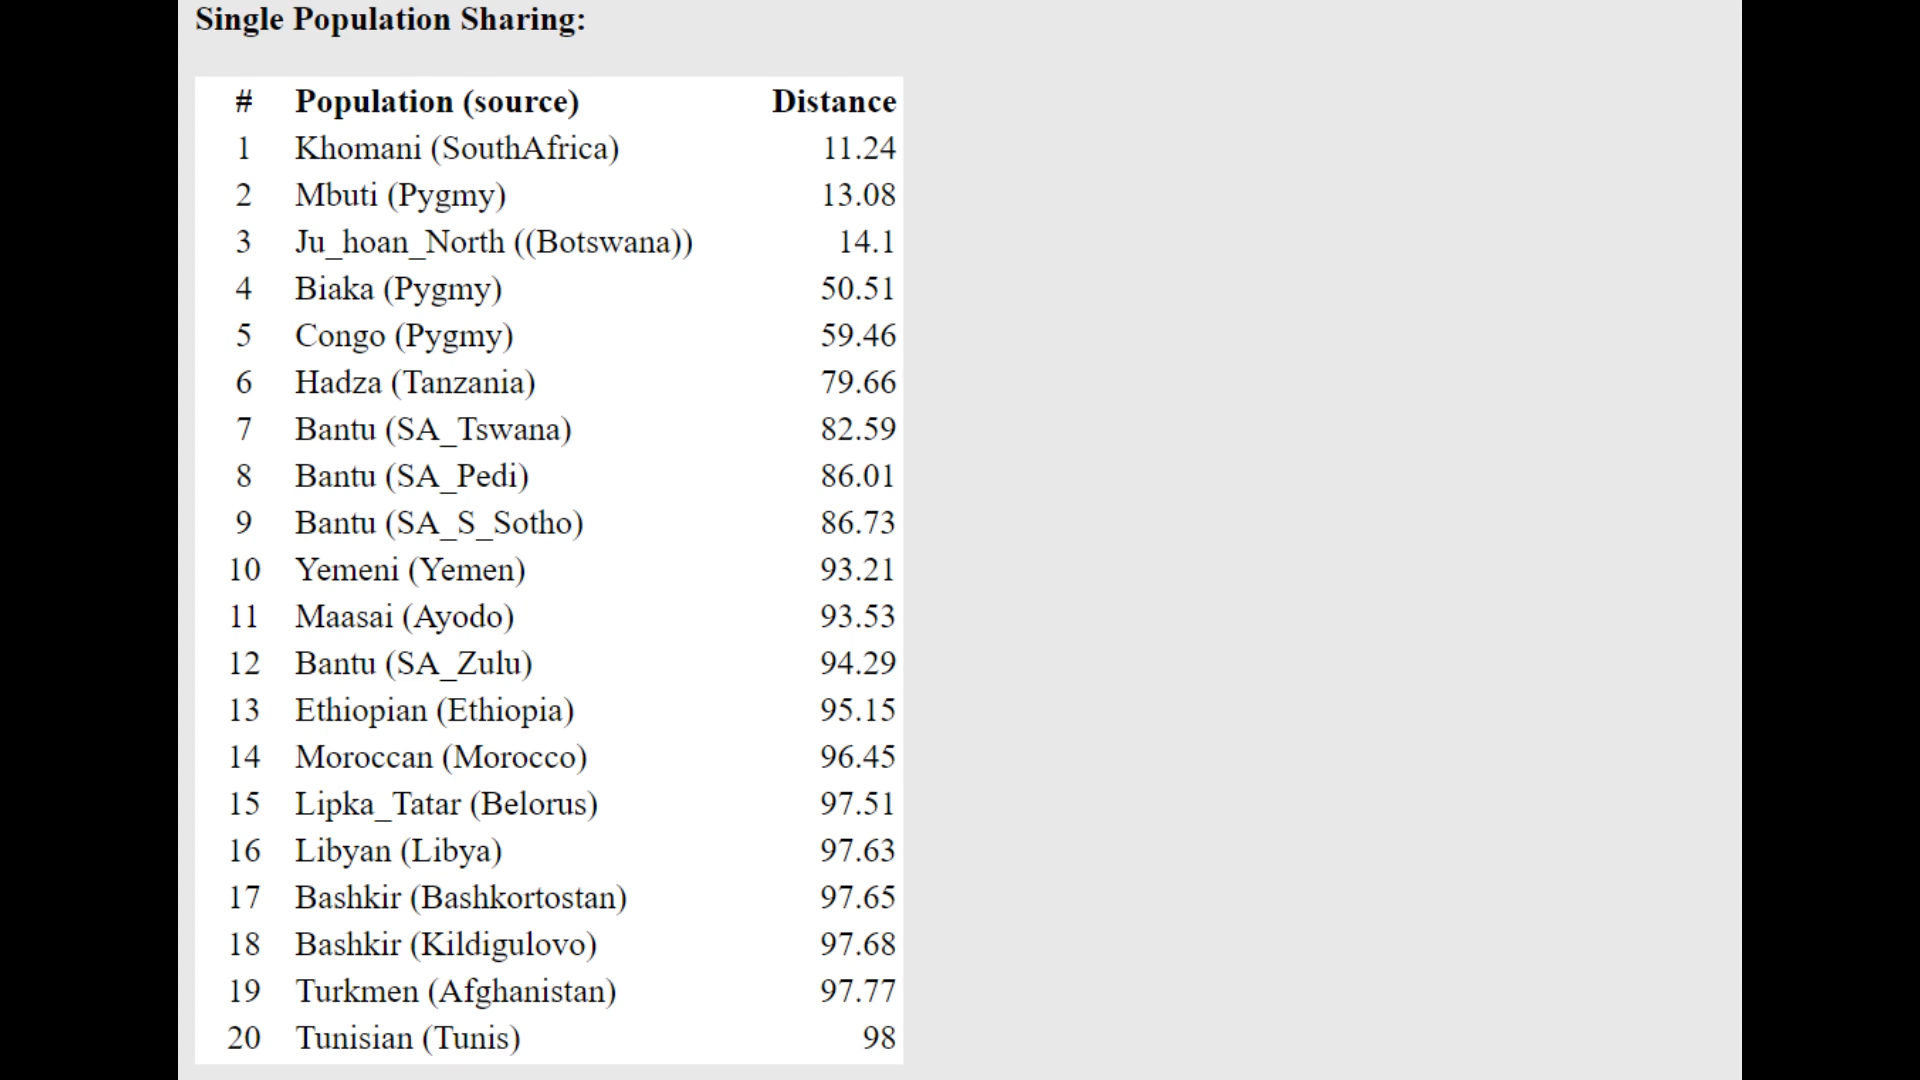 Single Population Sharing:
# Population (source) Distance
1 Khomani (SouthAfrica) 11.24
2 Mbuti (Pygmy) 13.08
3 Ju_hoan_North ((Botswana)) 14.1
4 Biaka (Pygmy) 50.51
5 Congo (Pygmy) 59.46
6 Hadza (Tanzania) 79.66
7 Bantu (SA_Tswana) 82.59
8 Bantu (SA_Pedi) 86.01
9 Bantu (SA_S_Sotho) 86.73
10 Yemeni (Yemen) 93.21
11 Maasai (Ayodo) 93.53
12 Bantu (SA_Zulu) 94.29
13 Ethiopian (Ethiopia) 95.15
14 Moroccan (Morocco) 96.45
15 Lipka_Tatar (Belorus) 97.51
16 Libyan (Libya) 97.63
17 Bashkir (Bashkortostan) 97.65
18 Bashkir (Kildigulovo) 97.68
19 Turkmen (Afghanistan) 97.77
20 Tunisian (Tunis) 98